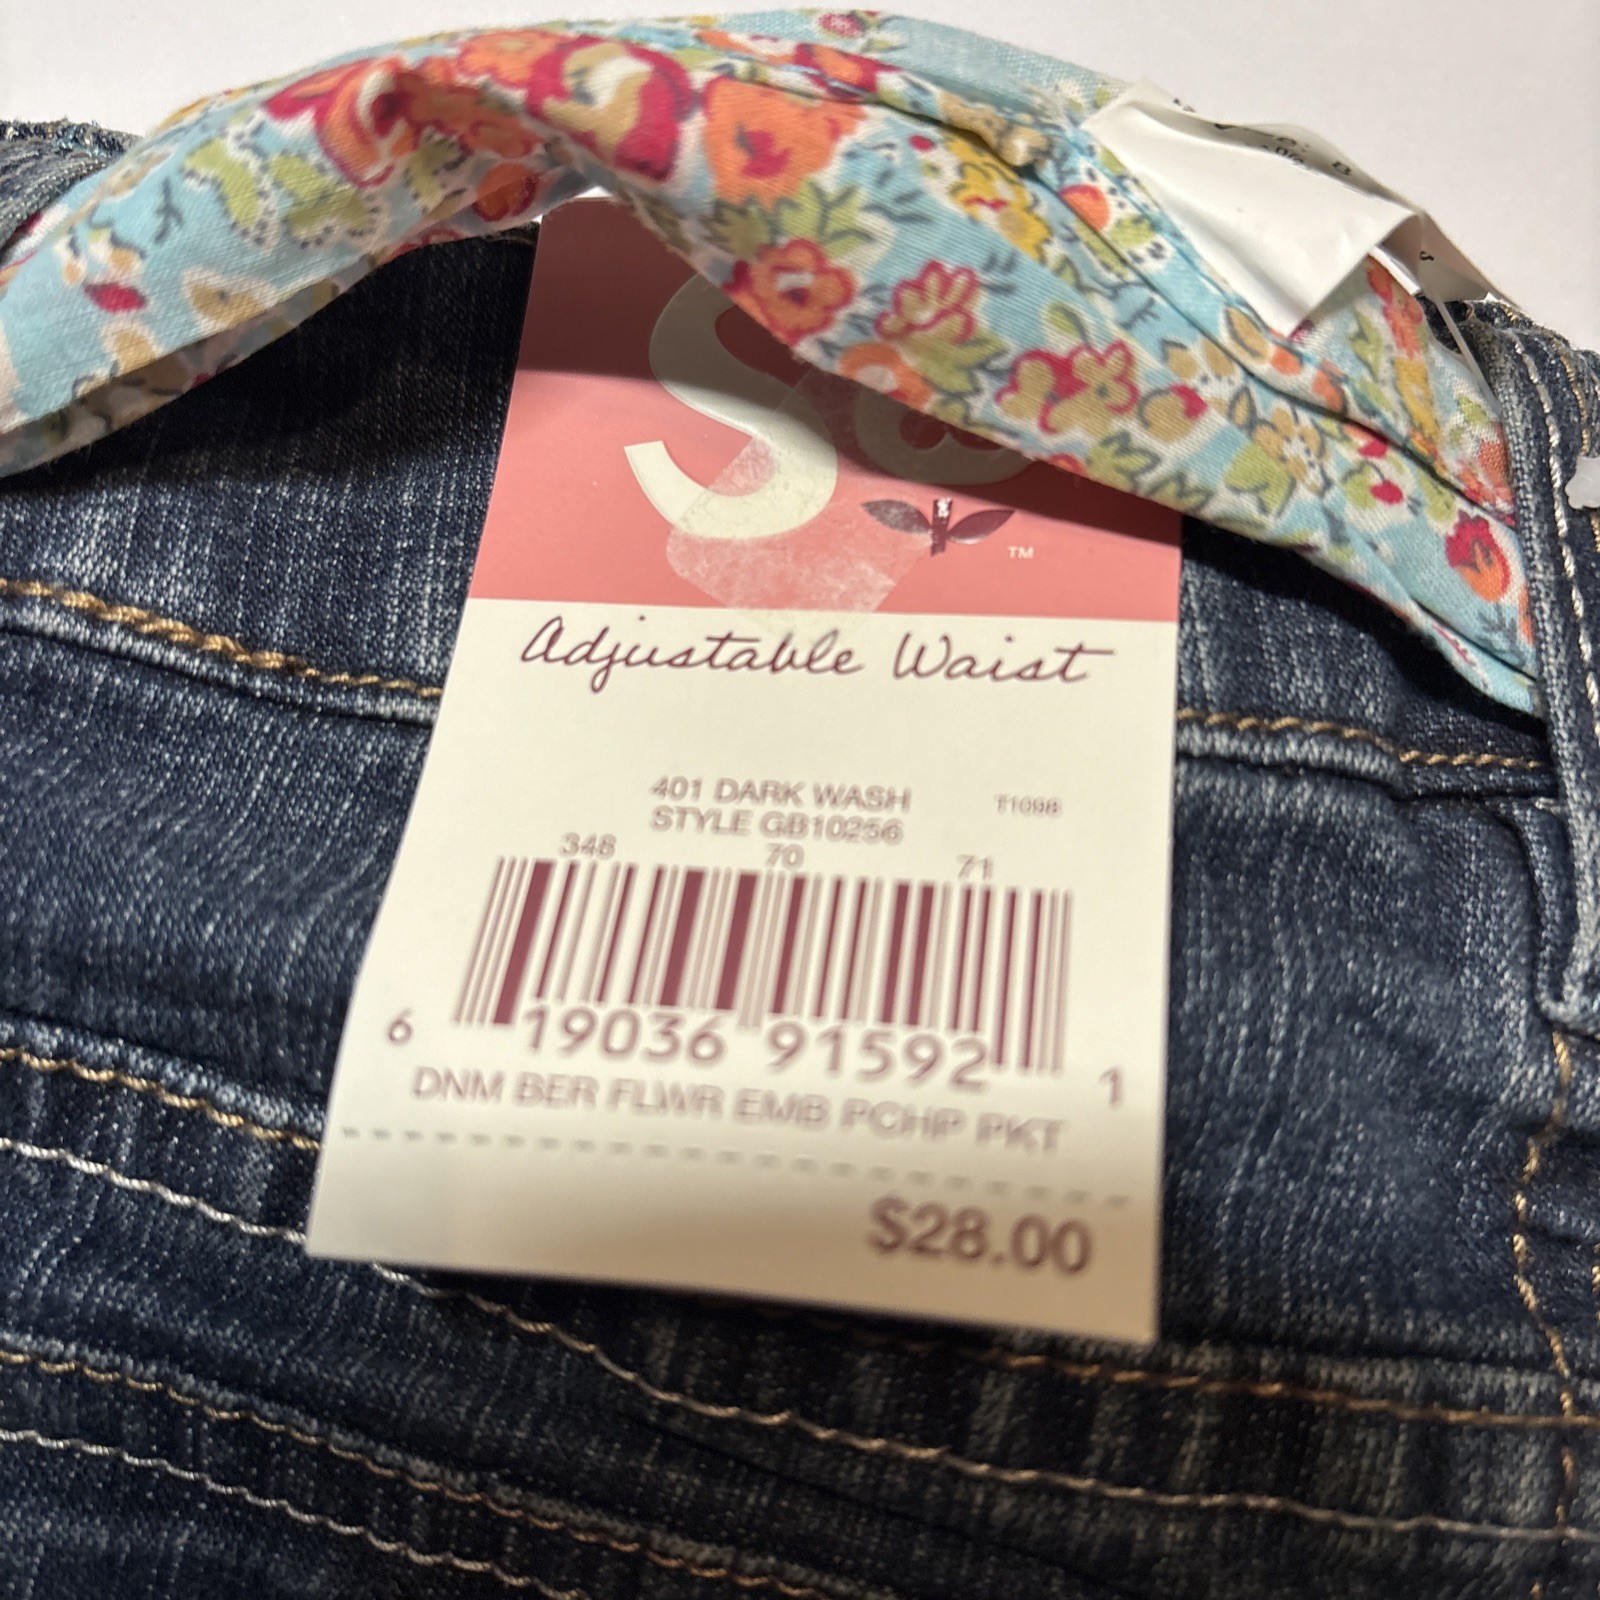 So
TM
Adjustable Waist
401 DARK WASH T1098
STYLE GB10256
348 70 71
6 19036 91592 1
DNM BER FLWR EMB PCHP PKT
$28.00